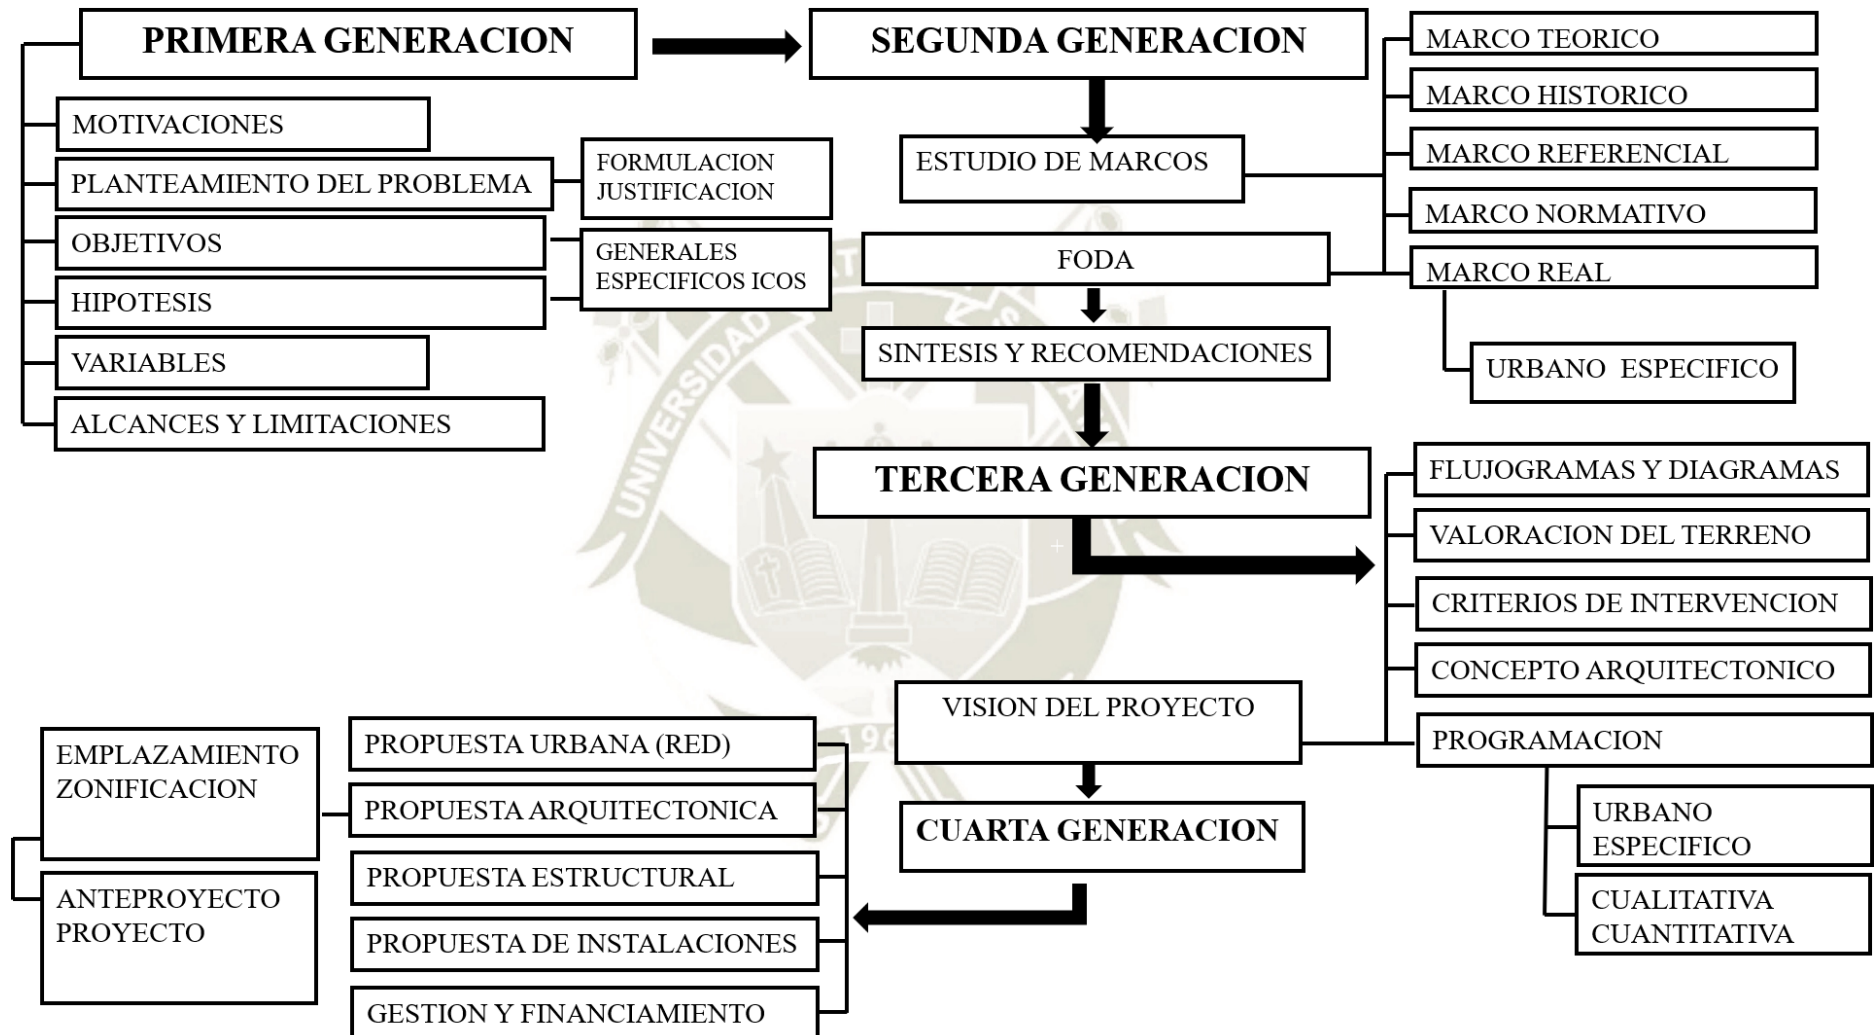 PRIMERA GENERACION
MOTIVACIONES
PLANTEAMIENTO DEL PROBLEMA
FORMULACION
JUSTIFICACION
OBJETIVOS
GENERALES
ESPECIFICOS ICOS
HIPOTESIS
VARIABLES
ALCANCES Y LIMITACIONES
SEGUNDA GENERACION
ESTUDIO DE MARCOS
MARCO TEORICO
MARCO HISTORICO
MARCO REFERENCIAL
MARCO NORMATIVO
MARCO REAL
URBANO ESPECIFICO
FODA
SINTESIS Y RECOMENDACIONES
TERCERA GENERACION
FLUJOGRAMAS Y DIAGRAMAS
VALORACION DEL TERRENO
CRITERIOS DE INTERVENCION
CONCEPTO ARQUITECTONICO
PROGRAMACION
URBANO
ESPECIFICO
CUALITATIVA
CUANTITATIVA
VISION DEL PROYECTO
CUARTA GENERACION
PROPUESTA URBANA (RED)
PROPUESTA ARQUITECTONICA
PROPUESTA ESTRUCTURAL
PROPUESTA DE INSTALACIONES
GESTION Y FINANCIAMIENTO
EMPLAZAMIENTO
ZONIFICACION
ANTEPROYECTO
PROYECTO
UNIVERSIDAD